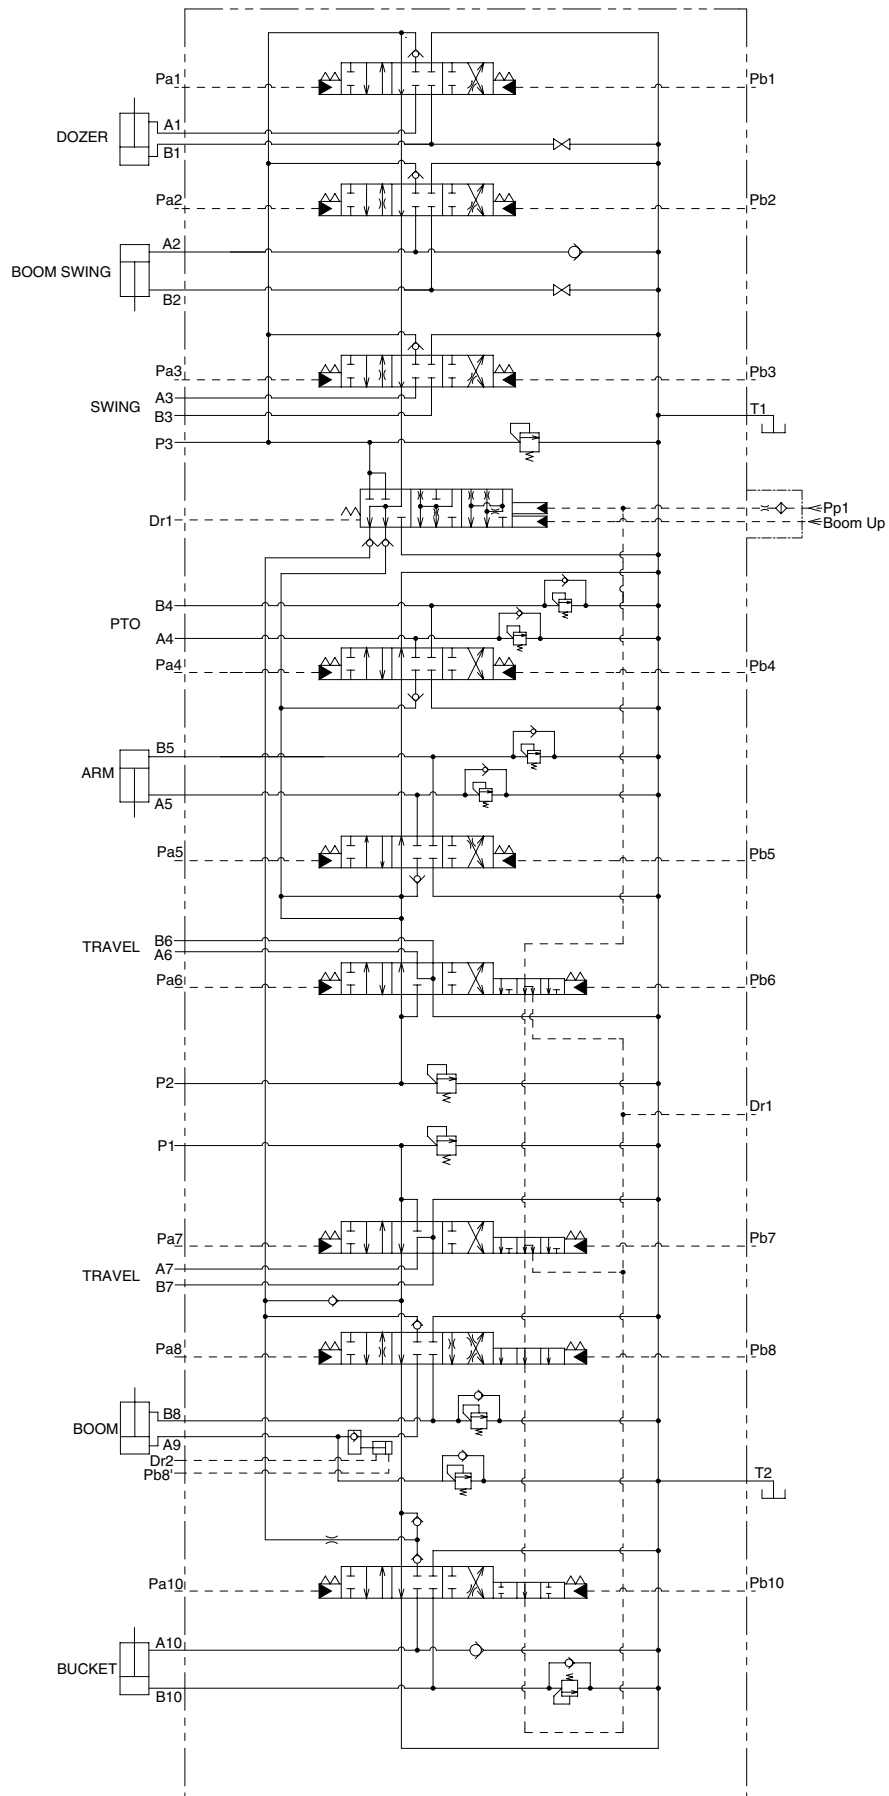 Pa1 Pb1
A1
DOZER
B1
Pa2 Pb2
A2
BOOM SWING
B2
Pa3 Pb3
A3
SWING T1
B3
P3
Pp1
Dr1 Boom Up
B4
PTO
A4
Pa4 Pb4
B5
ARM
A5
Pa5 Pb5
B6
TRAVEL
A6
Pa6 Pb6
P2
Dr1
P1
Pa7 Pb7
A7
TRAVEL
B7
Pa8 Pb8
B8
BOOM
A9
Dr2
Pb8' T2
Pa10 Pb10
A10
BUCKET
B10